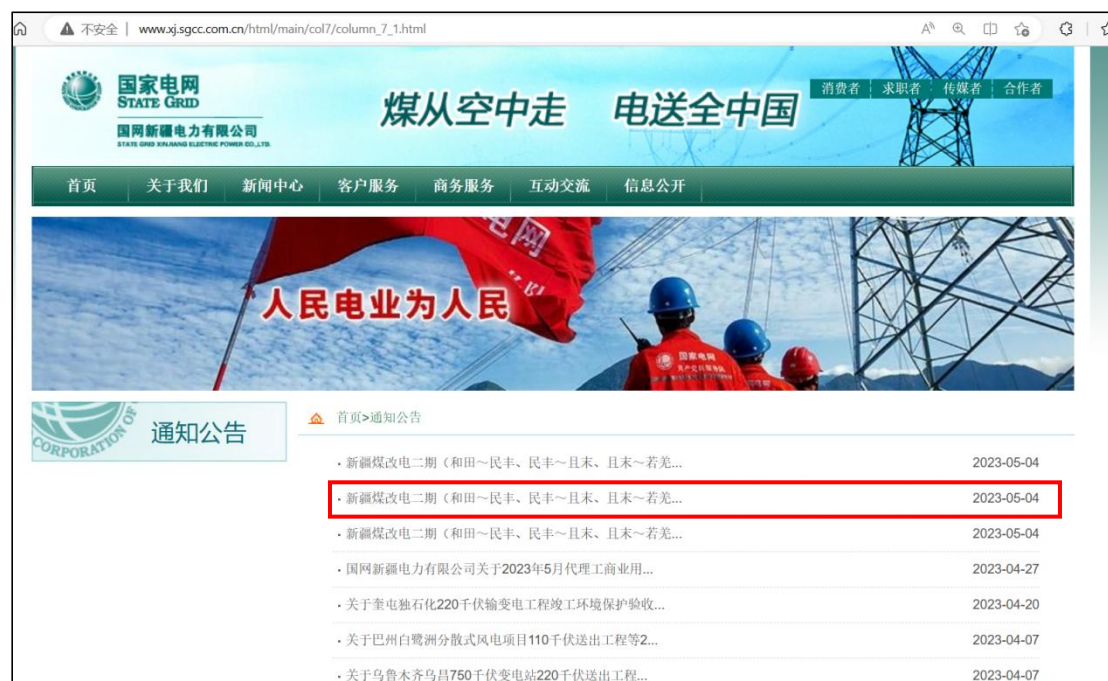 不安全 | www.xj.sgcc.com.cn/html/main/col7/column_7_1.html
国家电网
STATE GRID
国网新疆电力有限公司
STATE GRID XINJIANG ELECTRIC POWER CO.,LTD.
煤从空中走 电送全中国
消费者 求职者 传媒者 合作者
首页 关于我们 新闻中心 客户服务 商务服务 互动交流 信息公开
人民电业为人民
国家电网
CORPORATION OF
通知公告
首页>通知公告
· 新疆煤改电二期（和田～民丰、民丰～且末、且末～若羌... 2023-05-04
· 新疆煤改电二期（和田～民丰、民丰～且末、且末～若羌... 2023-05-04
· 新疆煤改电二期（和田～民丰、民丰～且末、且末～若羌... 2023-05-04
· 国网新疆电力有限公司关于2023年5月代理工商业用... 2023-04-27
· 关于奎屯独石化220千伏输变电工程竣工环境保护验收... 2023-04-20
· 关于巴州白鹭洲分散式风电项目110千伏送出工程等2... 2023-04-07
· 关于乌鲁木齐乌昌750千伏变电站220千伏送出工程... 2023-04-07